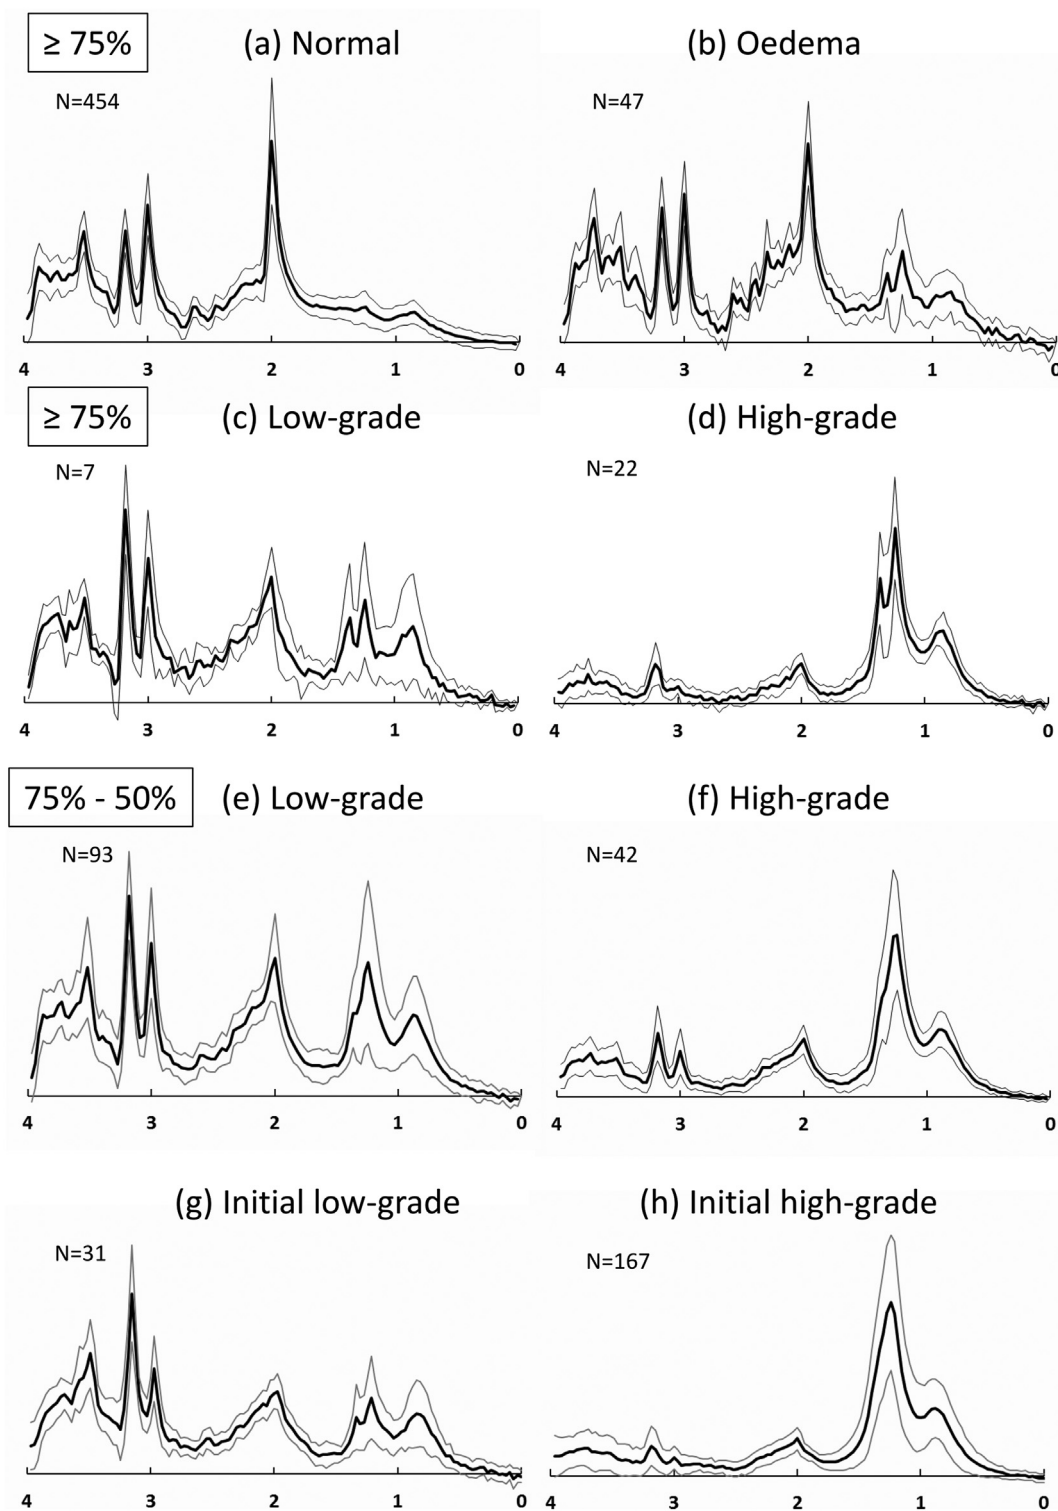 ≥ 75% (a) Normal (b) Oedema
N=454 N=47
4 3 2 1 0 4 3 2 1 0
≥ 75% (c) Low-grade (d) High-grade
N=7 N=22
4 3 2 1 0 4 3 2 1 0
75% - 50% (e) Low-grade (f) High-grade
N=93 N=42
4 3 2 1 0 4 3 2 1 0
(g) Initial low-grade (h) Initial high-grade
N=31 N=167
4 3 2 1 0 4 3 2 1 0